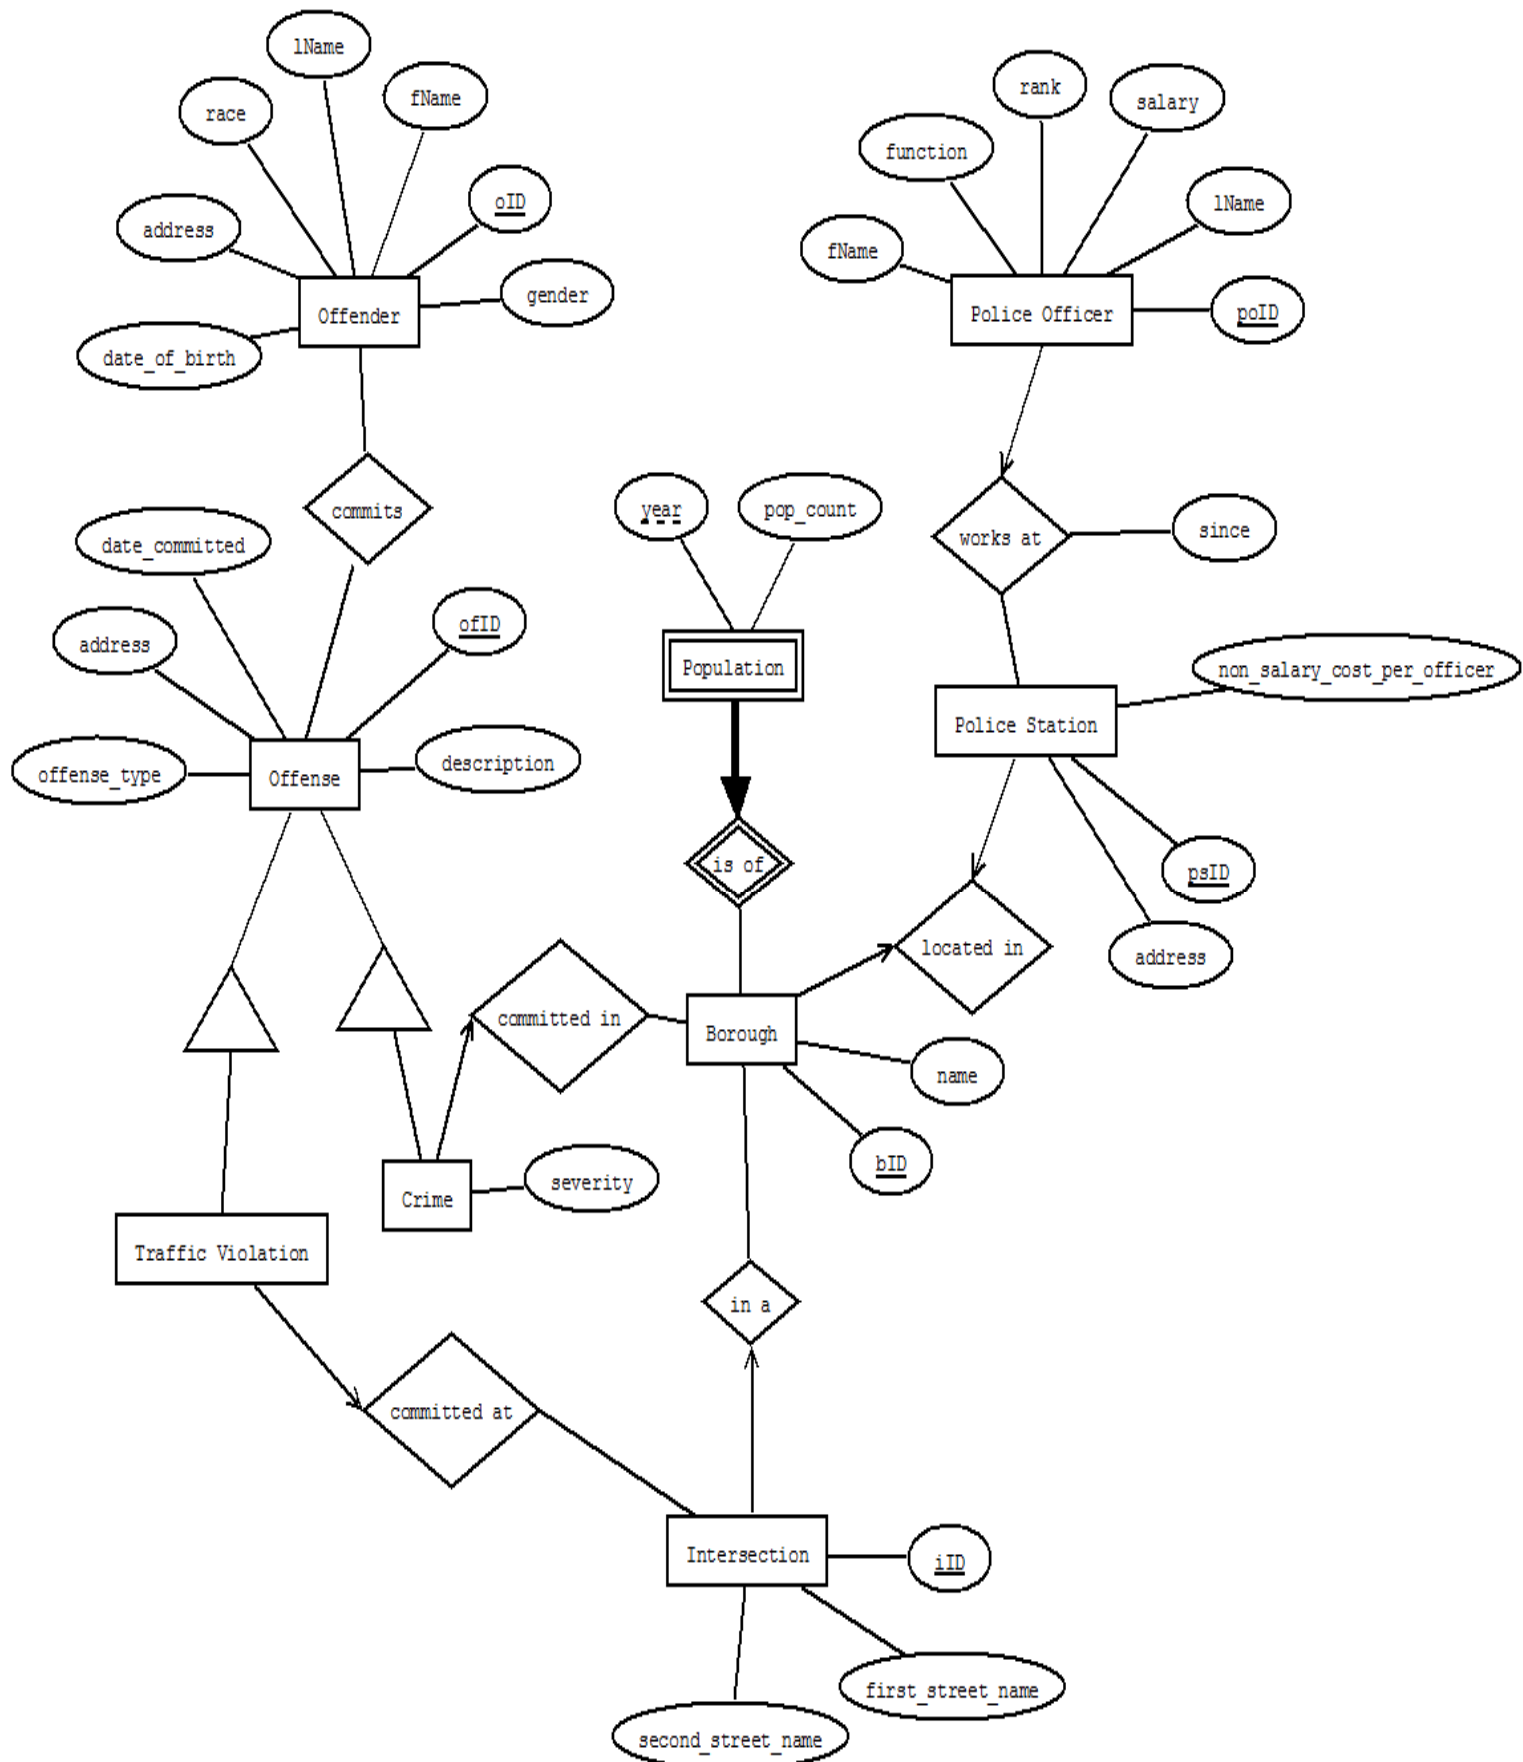 lName
race
fName
address
oID
gender
Offender
date_of_birth
rank
salary
function
lName
fName
poID
Police Officer
commits
date_committed
address
ofID
offense_type
Offense
description
year
pop_count
Population
is of
works at
since
non_salary_cost_per_officer
Police Station
psID
address
located in
committed in
Borough
name
bID
Crime
severity
Traffic Violation
in a
committed at
Intersection
iID
first_street_name
second_street_name